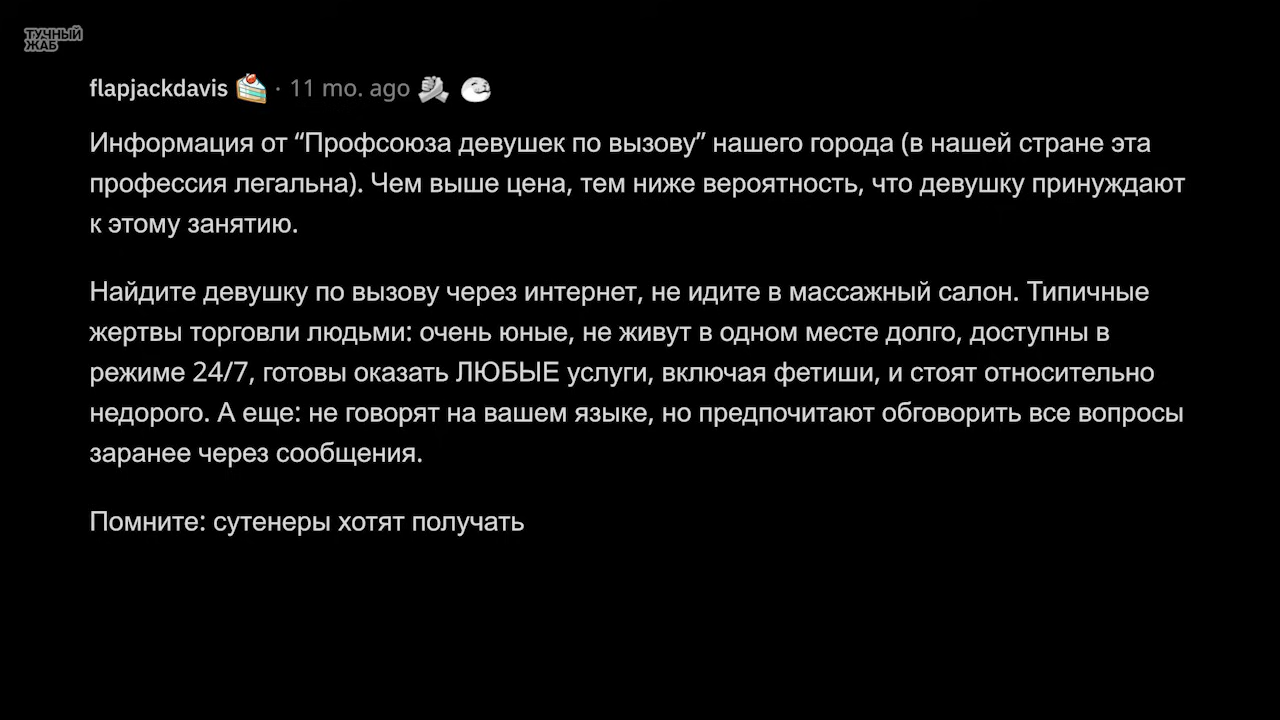 ТУЧНЫЙ
ЖАБ
flapjackdavis · 11 mo. ago
Информация от “Профсоюза девушек по вызову” нашего города (в нашей стране эта
профессия легальна). Чем выше цена, тем ниже вероятность, что девушку принуждают
к этому занятию.
Найдите девушку по вызову через интернет, не идите в массажный салон. Типичные
жертвы торговли людьми: очень юные, не живут в одном месте долго, доступны в
режиме 24/7, готовы оказать ЛЮБЫЕ услуги, включая фетиши, и стоят относительно
недорого. А еще: не говорят на вашем языке, но предпочитают обговорить все вопросы
заранее через сообщения.
Помните: сутенеры хотят получать